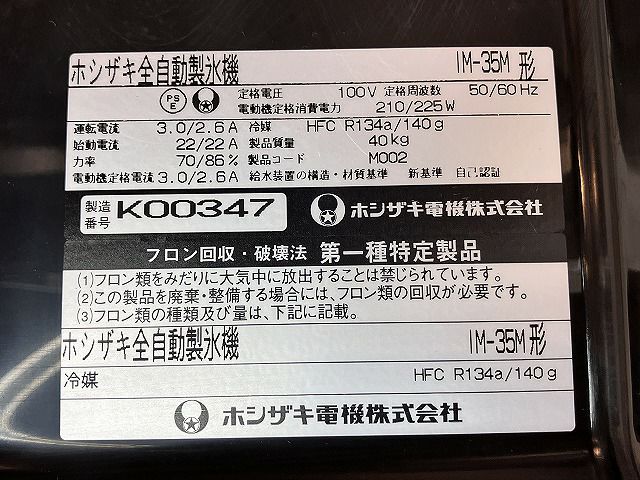 ホシザキ全自動製氷機 IM-35M 形
PS E 定格電圧 100V 定格周波数 50/60Hz
電動機定格消費電力 210/225W
運転電流 3.0/2.6A 冷媒 HFC R134a/140g
始動電流 22/22A 製品質量 40kg
力率 70/86% 製品コード M002
電動機定格電流 3.0/2.6A 給水装置の構造・材質基準 新基準 自己認証
製造番号 K00347 ホシザキ電機株式会社
フロン回収・破壊法 第一種特定製品
(1)フロン類をみだりに大気中に放出することは禁じられています。
(2)この製品を廃棄・整備する場合には、フロン類の回収が必要です。
(3)フロン類の種類及び量は、下記に記載。
ホシザキ全自動製氷機 IM-35M 形
冷媒 HFC R134a/140g
ホシザキ電機株式会社